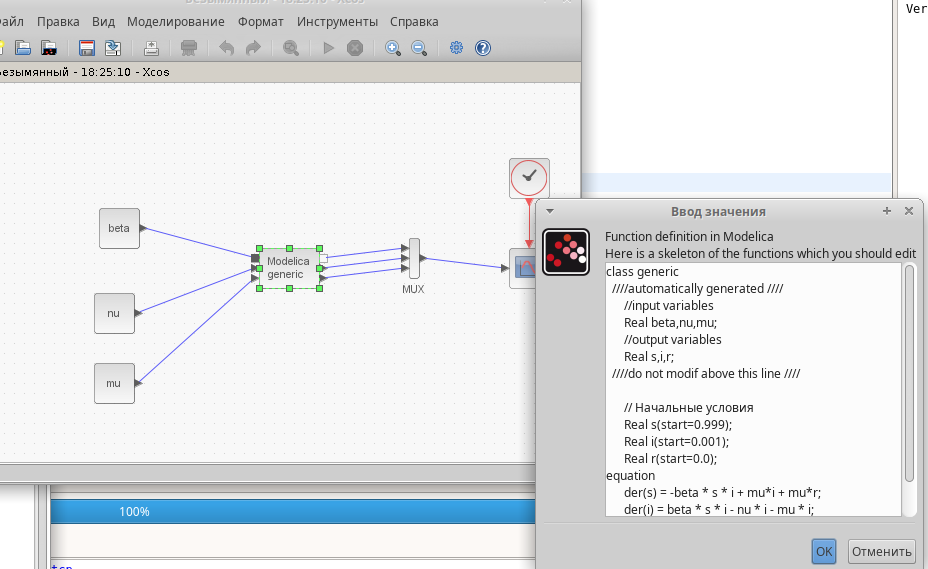 айл Правка Вид Моделирование Формат Инструменты Справка
езымянный - 18:25:10 - Xcos
beta
nu
mu
Modelica
generic
MUX
100%
Ver
Ввод значения
Function definition in Modelica
Here is a skeleton of the functions which you should edit
class generic
////automatically generated ////
//input variables
Real beta,nu,mu;
//output variables
Real s,i,r;
////do not modif above this line ////
// Начальные условия
Real s(start=0.999);
Real i(start=0.001);
Real r(start=0.0);
equation
der(s) = -beta * s * i + mu*i + mu*r;
der(i) = beta * s * i - nu * i - mu * i;
OK Отменить